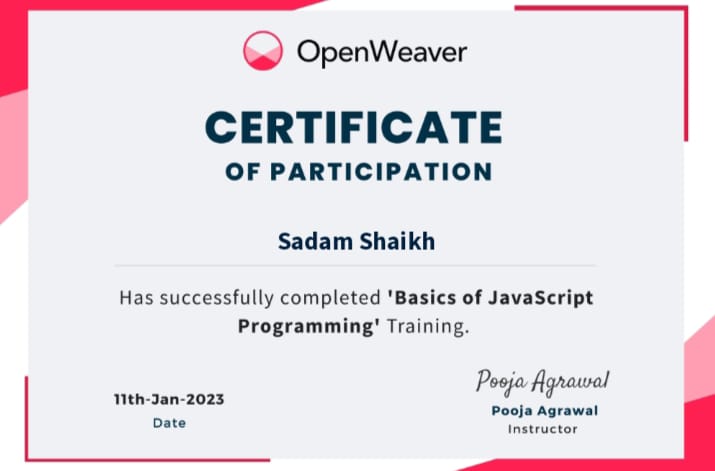 OpenWeaver
CERTIFICATE
OF PARTICIPATION
Sadam Shaikh
Has successfully completed 'Basics of JavaScript
Programming' Training.
Pooja Agrawal
11th-Jan-2023
Date
Pooja Agrawal
Instructor